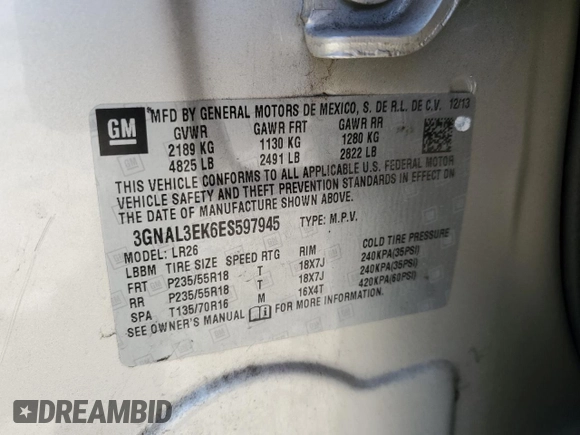 GM
MFD BY GENERAL MOTORS DE MEXICO, S. DE R.L. DE C.V. 12/13
GVWR GAWR FRT GAWR RR
2189 KG 1130 KG 1280 KG
4825 LB 2491 LB 2822 LB
THIS VEHICLE CONFORMS TO ALL APPLICABLE U.S. FEDERAL MOTOR
VEHICLE SAFETY AND THEFT PREVENTION STANDARDS IN EFFECT ON
THE DATE OF MANUFACTURE SHOWN ABOVE.
3GNAL3EK6ES597945 TYPE: M.P.V.
MODEL: LR26
LBBM TIRE SIZE SPEED RTG RIM COLD TIRE PRESSURE
FRT P235/55R18 T 18X7J 240KPA(35PSI)
RR P235/55R18 T 18X7J 240KPA(35PSI)
SPA T135/70R16 M 16X4T 420KPA(60PSI)
SEE OWNER'S MANUAL FOR MORE INFORMATION.
DREAMBID